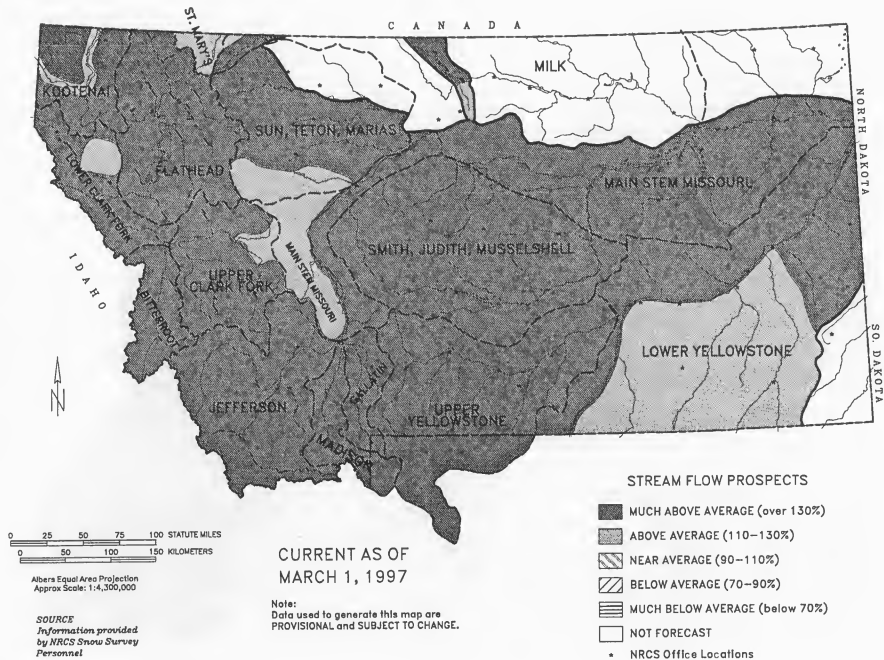 C A N A D A
ST. MARY'S
MILK
KOOTENAI
SUN, TETON, MARIAS
NORTH DAKOTA
LOWER CLARK FORK
FLATHEAD
MAIN STEM MISSOURI
SMITH, JUDITH, MUSSELSHELL
MAIN STEM MISSOURI
UPPER
CLARK FORK
I D A H O
BITTERROOT
LOWER YELLOWSTONE
SO. DAKOTA
N
GALLATIN
JEFFERSON
UPPER
YELLOWSTONE
MADISON
STREAM FLOW PROSPECTS
MUCH ABOVE AVERAGE (over 130%)
ABOVE AVERAGE (110–130%)
NEAR AVERAGE (90–110%)
BELOW AVERAGE (70–90%)
MUCH BELOW AVERAGE (below 70%)
NOT FORECAST
* NRCS Office Locations
0 25 50 75 100 STATUTE MILES
0 50 100 150 KILOMETERS
Albers Equal Area Projection
Approx Scale: 1:4,300,000
CURRENT AS OF
MARCH 1, 1997
Note:
Data used to generate this map are
PROVISIONAL and SUBJECT TO CHANGE.
SOURCE
Information provided
by NRCS Snow Survey
Personnel